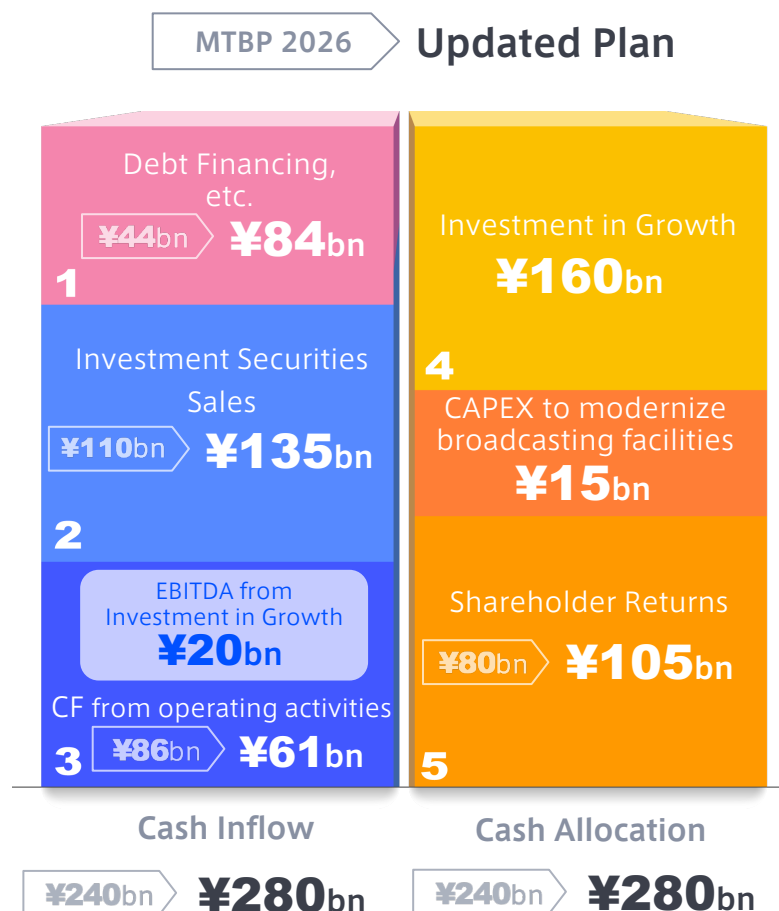 MTBP 2026 Updated Plan
Debt Financing,
etc.
¥44bn ¥84bn
1
Investment Securities
Sales
¥110bn ¥135bn
2
EBITDA from
Investment in Growth
¥20bn
CF from operating activities
3 ¥86bn ¥61bn
Investment in Growth
¥160bn
4
CAPEX to modernize
broadcasting facilities
¥15bn
Shareholder Returns
¥80bn ¥105bn
5
Cash Inflow
¥240bn ¥280bn
Cash Allocation
¥240bn ¥280bn